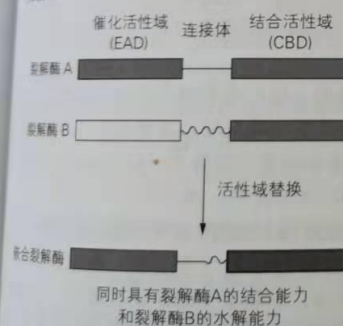 催化活性域 连接体 结合活性域
(EAD) (CBD)
裂解酶 A
裂解酶 B
活性域替换
嵌合裂解酶
同时具有裂解酶A的结合能力
和裂解酶B的水解能力